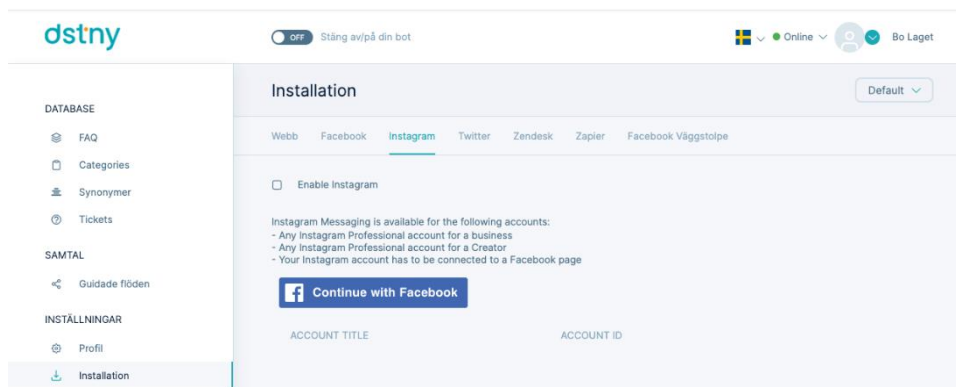 dstny
OFF Stäng av/på din bot
Online
Bo Laget
DATABASE
FAQ
Categories
Synonymer
Tickets
SAMTAL
Guidade flöden
INSTÄLLNINGAR
Profil
Installation
Installation
Default
Webb Facebook Instagram Twitter Zendesk Zapier Facebook Väggstolpe
Enable Instagram
Instagram Messaging is available for the following accounts:
- Any Instagram Professional account for a business
- Any Instagram Professional account for a Creator
- Your Instagram account has to be connected to a Facebook page
Continue with Facebook
ACCOUNT TITLE ACCOUNT ID